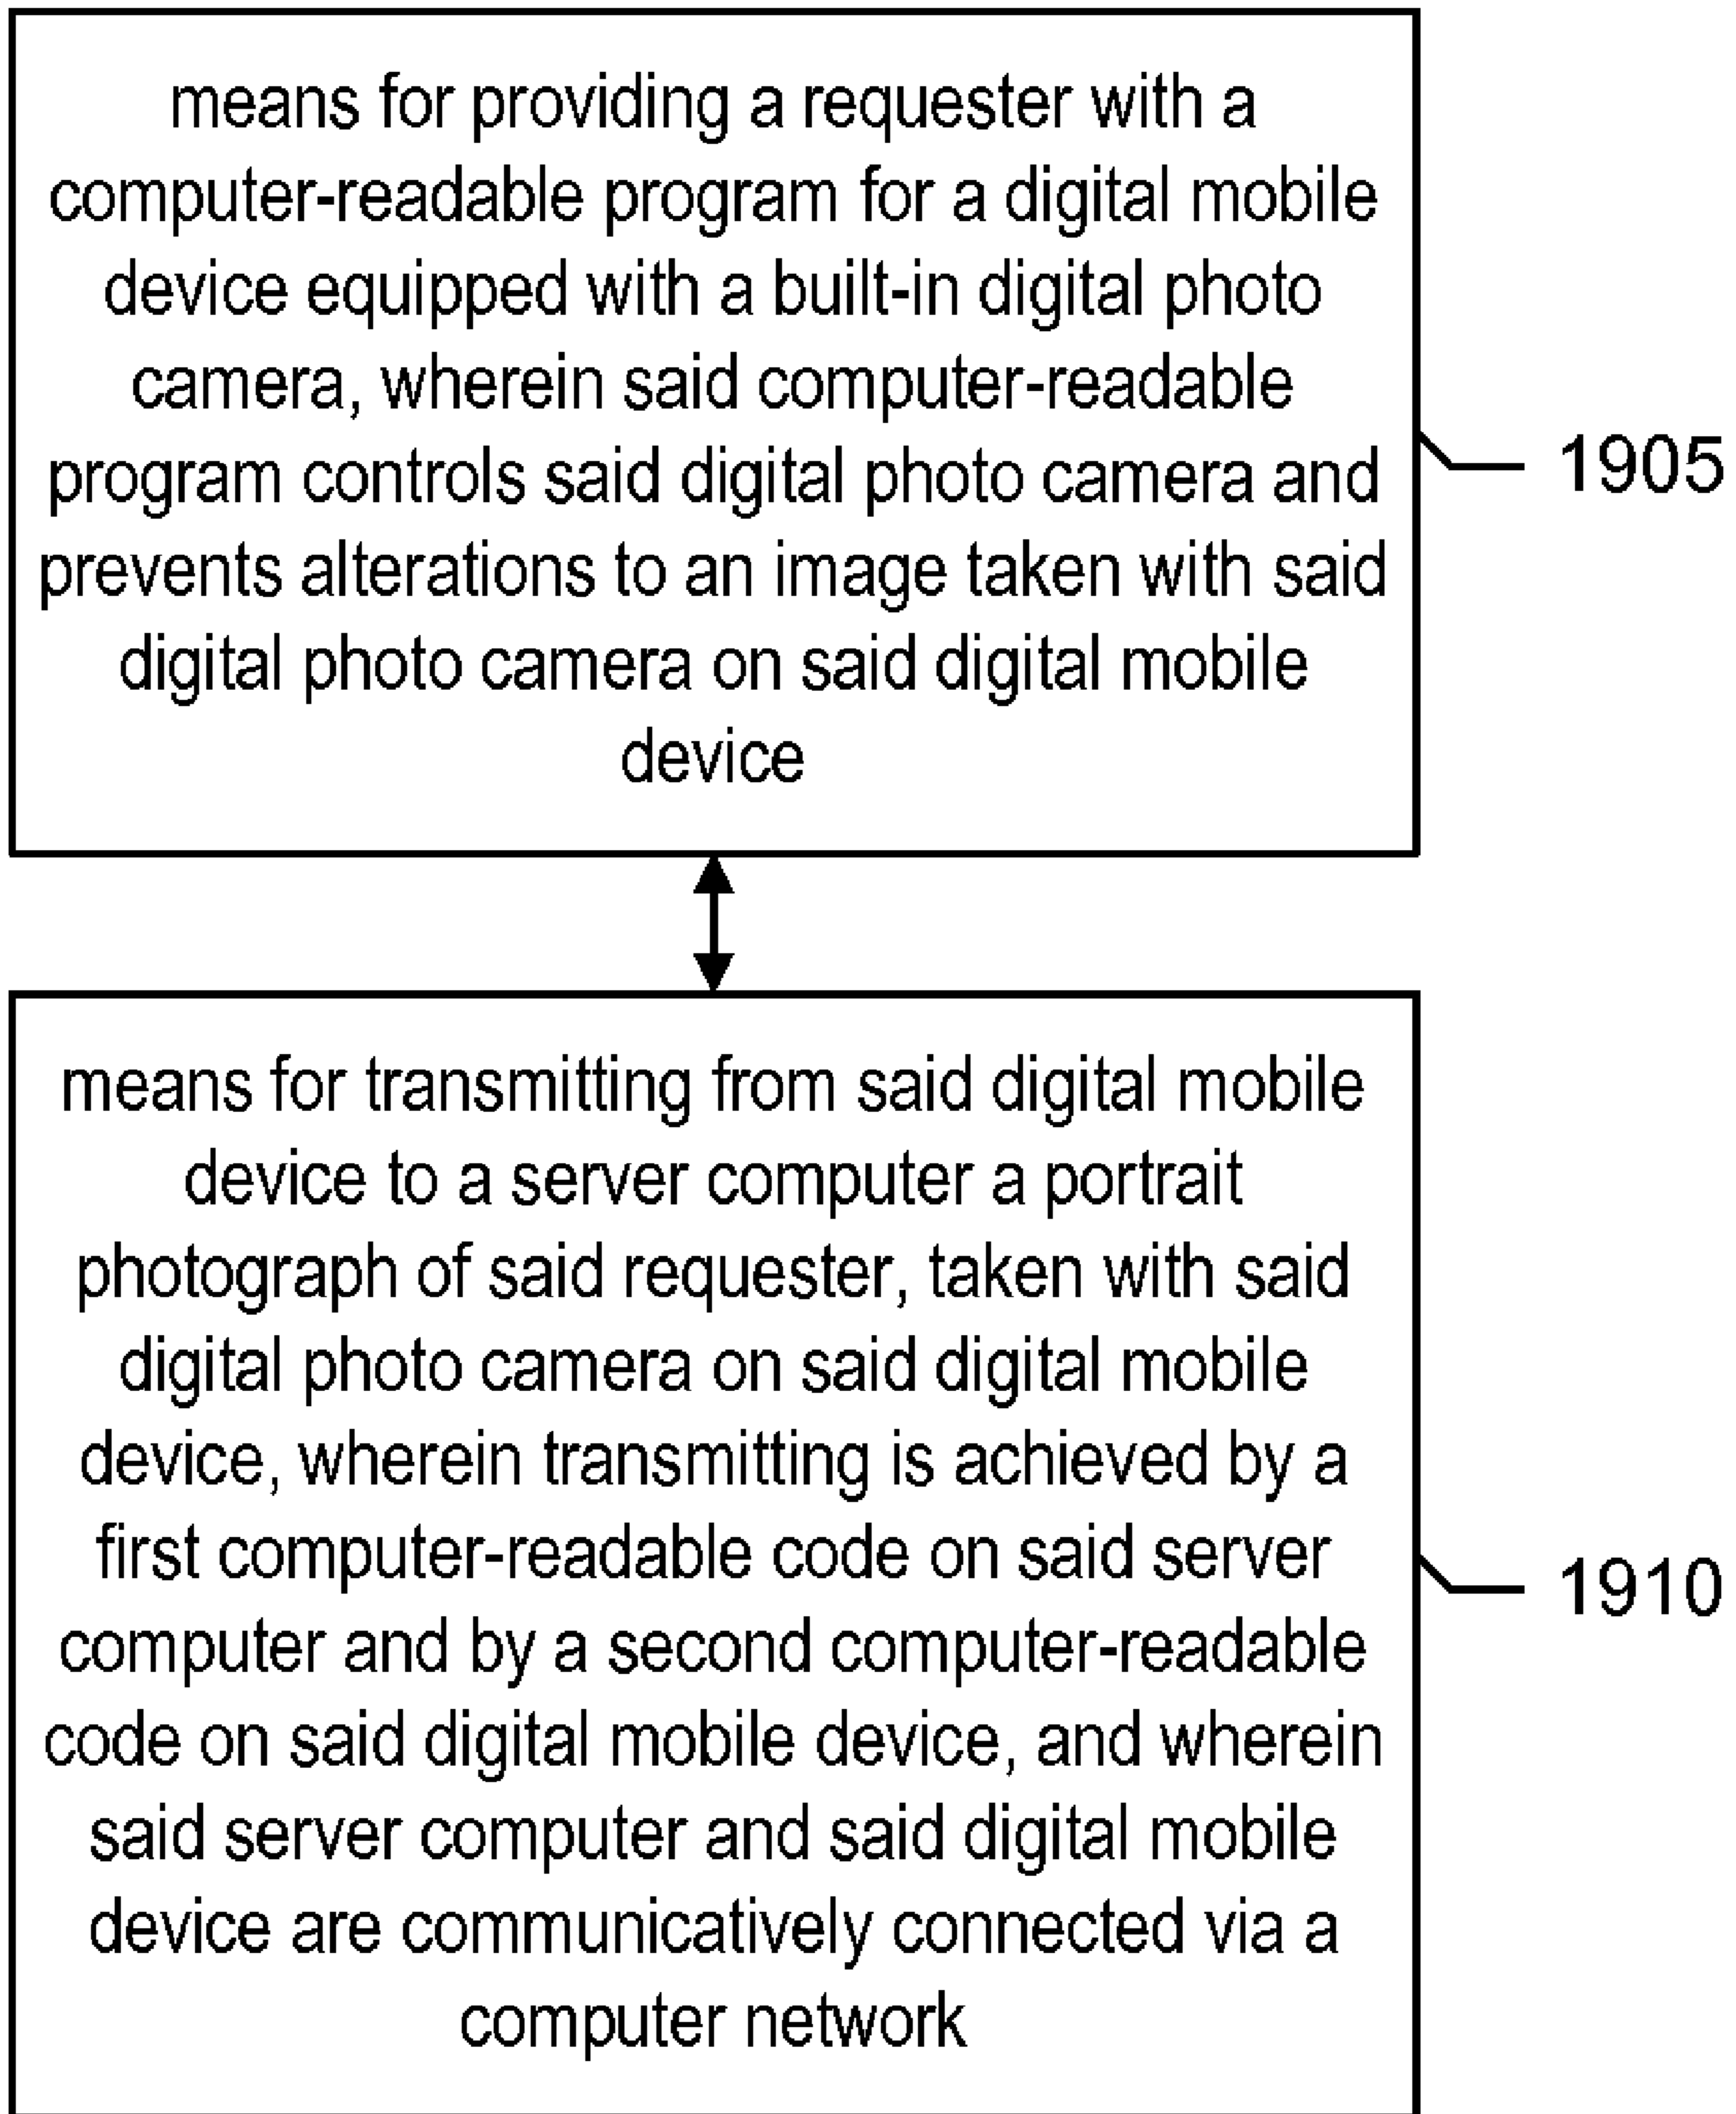 means for providing a requester with a
computer-readable program for a digital mobile
device equipped with a built-in digital photo
camera, wherein said computer-readable
program controls said digital photo camera and
prevents alterations to an image taken with said
digital photo camera on said digital mobile
device
1905
means for transmitting from said digital mobile
device to a server computer a portrait
photograph of said requester, taken with said
digital photo camera on said digital mobile
device, wherein transmitting is achieved by a
first computer-readable code on said server
computer and by a second computer-readable
code on said digital mobile device, and wherein
said server computer and said digital mobile
device are communicatively connected via a
computer network
1910